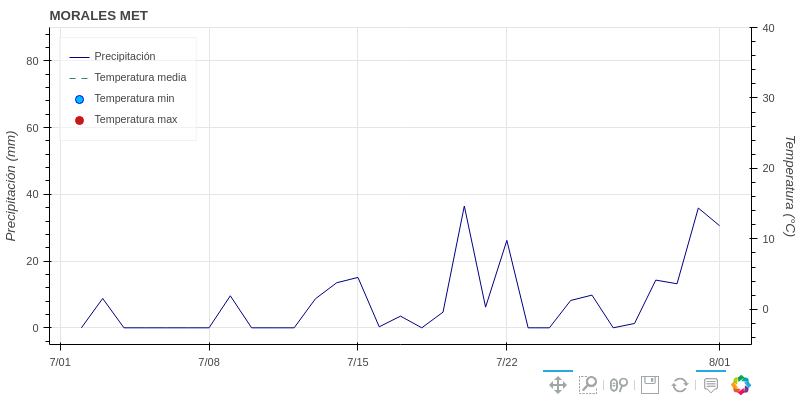 MORALES MET
Precipitación
Temperatura media
Temperatura min
Temperatura max
Precipitación (mm)
80
60
40
20
0
Temperatura (°C)
40
30
20
10
0
7/01
7/08
7/15
7/22
8/01